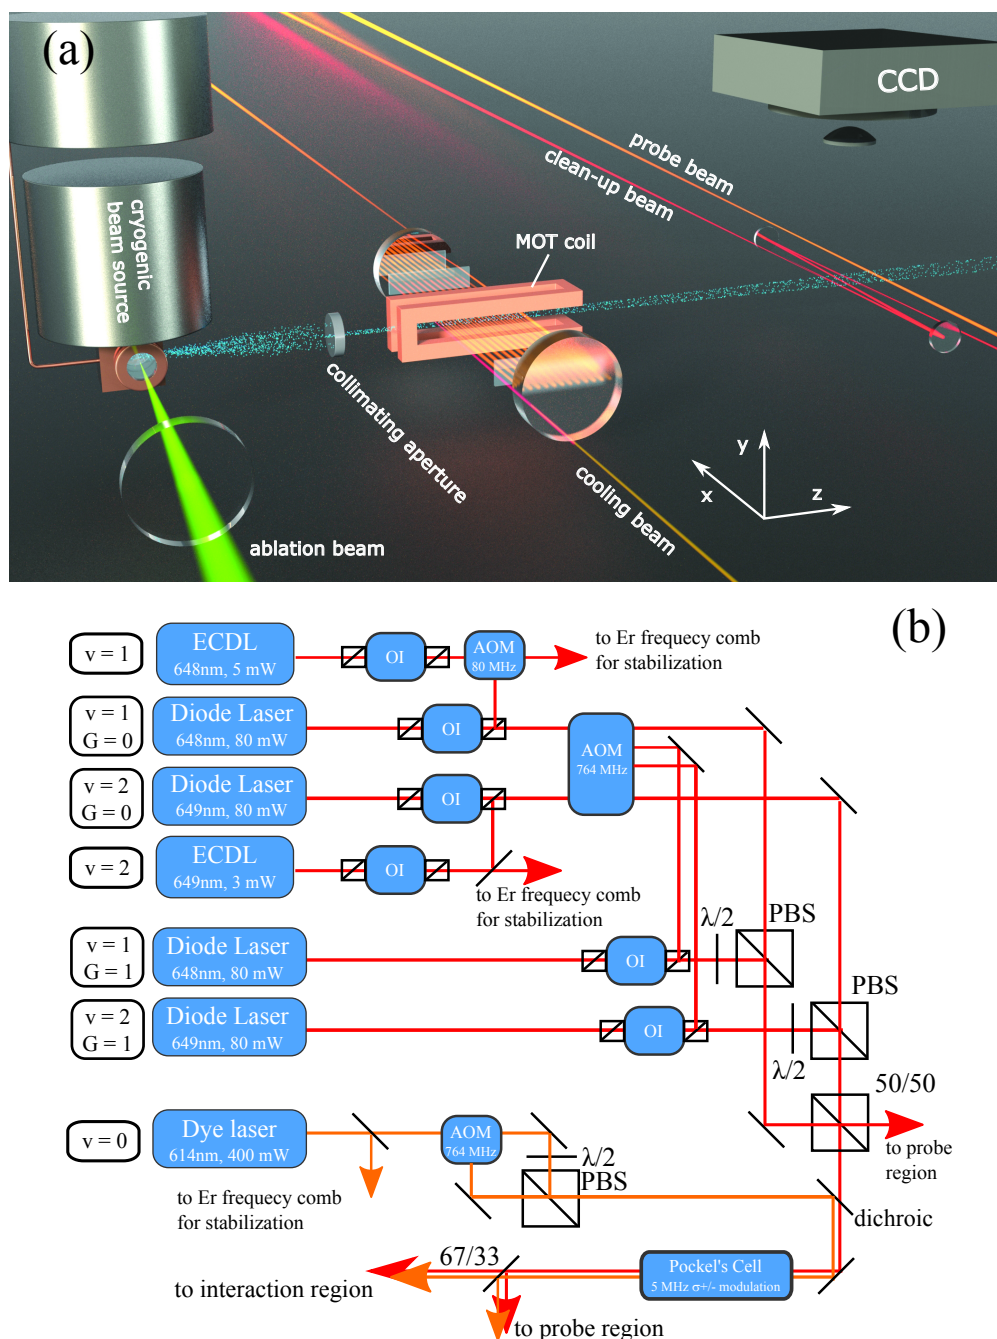 (a)
CCD
probe beam
clean-up beam
cryogenic
beam source
MOT coil
collimating aperture
cooling beam
ablation beam
y
x
z
(b)
v = 1
ECDL
648nm, 5 mW
OI
AOM
80 MHz
to Er frequecy comb
for stabilization
v = 1
G = 0
Diode Laser
648nm, 80 mW
OI
AOM
764 MHz
v = 2
G = 0
Diode Laser
649nm, 80 mW
OI
v = 2
ECDL
649nm, 3 mW
OI
to Er frequecy comb
for stabilization
v = 1
G = 1
Diode Laser
648nm, 80 mW
OI
λ/2
PBS
v = 2
G = 1
Diode Laser
649nm, 80 mW
OI
λ/2
PBS
50/50
to probe
region
v = 0
Dye laser
614nm, 400 mW
AOM
764 MHz
λ/2
PBS
to Er frequecy comb
for stabilization
dichroic
67/33
Pockel's Cell
5 MHz σ+/- modulation
to interaction region
to probe region